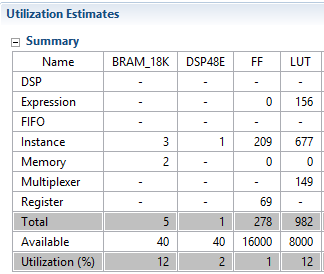 Utilization Estimates
Summary
Name BRAM_18K DSP48E FF LUT
DSP - - - -
Expression - - 0 156
FIFO - - - -
Instance 3 1 209 677
Memory 2 - 0 0
Multiplexer - - - 149
Register - - 69 -
Total 5 1 278 982
Available 40 40 16000 8000
Utilization (%) 12 2 1 12